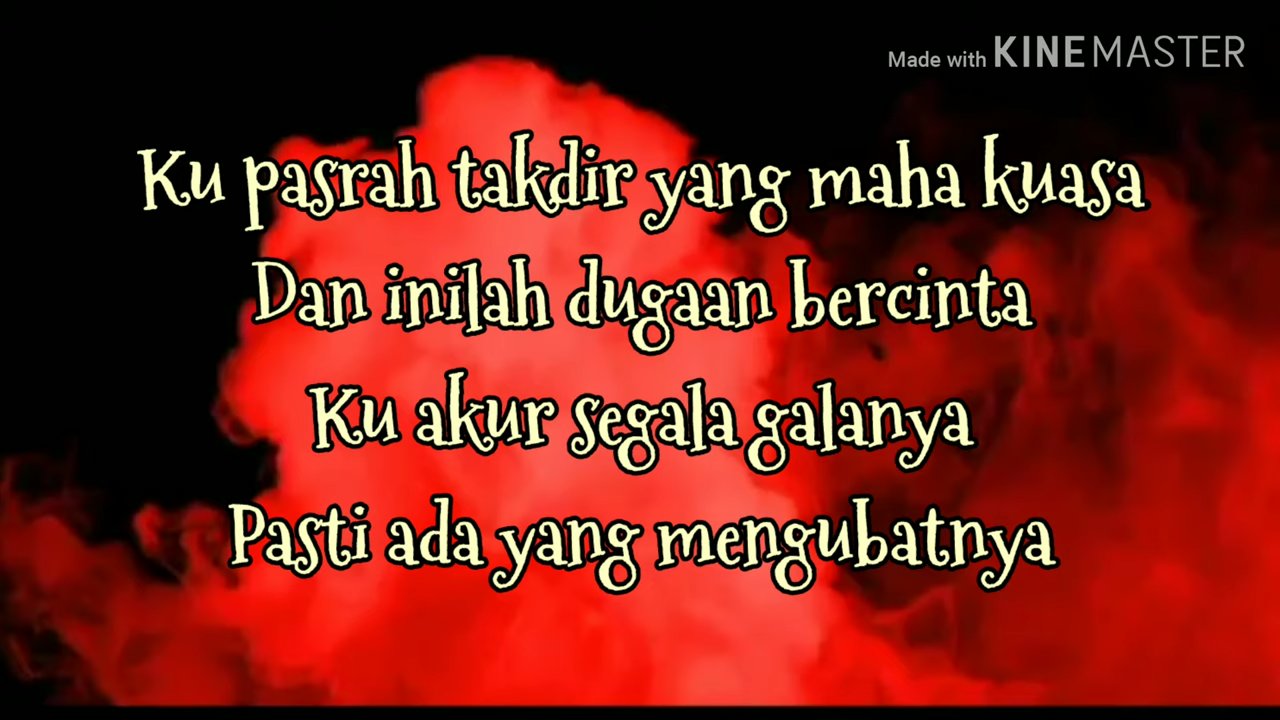 Made with KINEMASTER
Ku pasrah takdir yang maha kuasa
Dan inilah dugaan bercinta
Ku akur segala galanya
Pasti ada yang mengubatnya